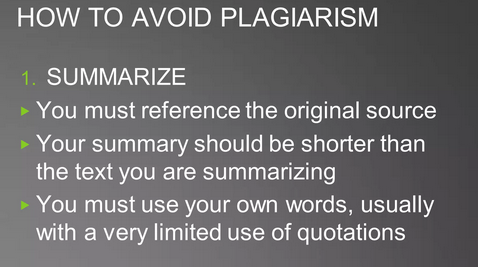 HOW TO AVOID PLAGIARISM
1. SUMMARIZE
▶ You must reference the original source
▶ Your summary should be shorter than
the text you are summarizing
▶ You must use your own words, usually
with a very limited use of quotations